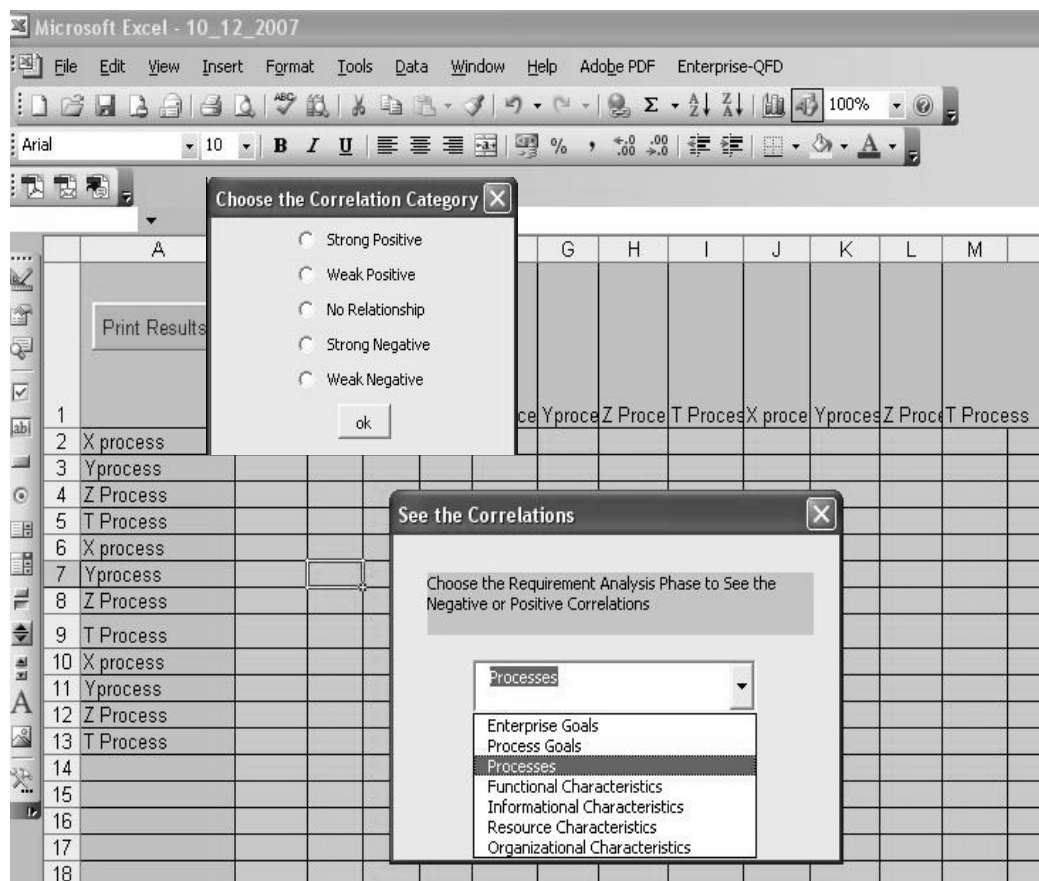 Microsoft Excel - 10_12_2007
File Edit View Insert Format Tools Data Window Help Adobe PDF Enterprise-QFD
100%
Arial 10 B I U
Choose the Correlation Category
Strong Positive
Weak Positive
No Relationship
Strong Negative
Weak Negative
ok
A G H I J K L M
Print Results
1 ce Yproce Z Proce T Proces X proce Yproces Z Proce T Process
2 X process
3 Yprocess
4 Z Process
5 T Process
6 X process
7 Yprocess
8 Z Process
9 T Process
10 X process
11 Yprocess
12 Z Process
13 T Process
14
15
16
17
18
See the Correlations
Choose the Requirement Analysis Phase to See the
Negative or Positive Correlations
Processes
Enterprise Goals
Process Goals
Processes
Functional Characteristics
Informational Characteristics
Resource Characteristics
Organizational Characteristics